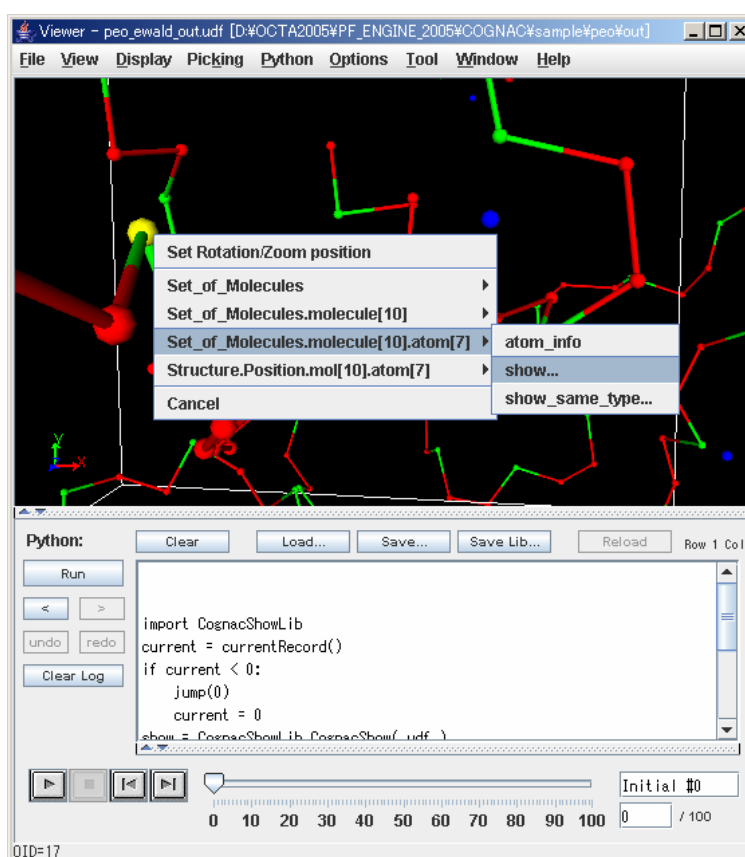 Viewer - peo_ewald_out.udf [D:¥OCTA2005¥PF_ENGINE_2005¥COGNAC¥sample¥peo¥out]
File View Display Picking Python Options Tool Window Help
Set Rotation/Zoom position
Set_of_Molecules
Set_of_Molecules.molecule[10]
Set_of_Molecules.molecule[10].atom[7]
Structure.Position.mol[10].atom[7]
Cancel
atom_info
show...
show_same_type...
Y
X
Python:
Clear Load... Save... Save Lib... Reload Row 1 Col
Run
< >
undo redo
Clear Log
import CognacShowLib
current = currentRecord()
if current < 0:
    jump(0)
    current = 0
show = CognacShowLib.CognacShow(_udf_)
Initial #0
0 / 100
0 10 20 30 40 50 60 70 80 90 100
OID=17